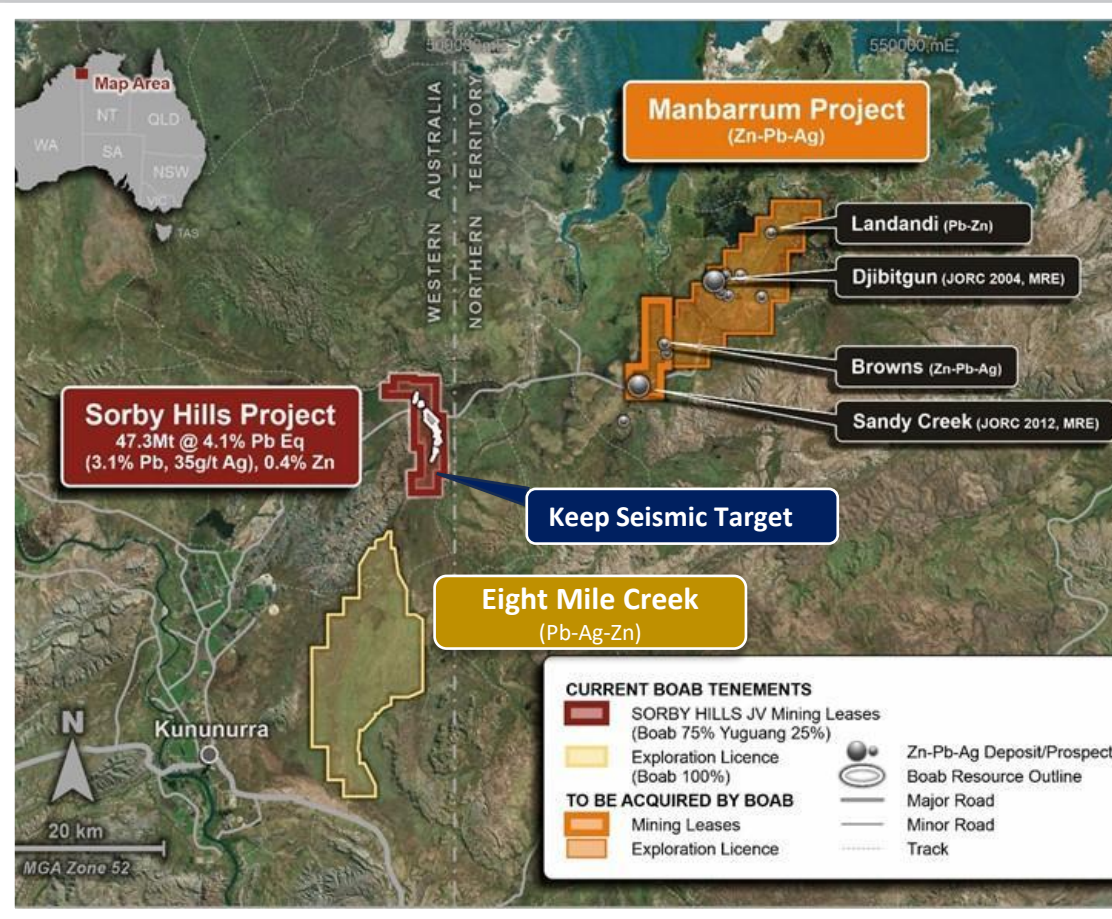 500000,mE
550000,mE
Map Area
WA
NT
QLD
SA
NSW
VIC
TAS
WESTERN AUSTRALIA
NORTHERN TERRITORY
Manbarrum Project
(Zn-Pb-Ag)
Landandi (Pb-Zn)
Djibitgun (JORC 2004, MRE)
Browns (Zn-Pb-Ag)
Sandy Creek (JORC 2012, MRE)
Sorby Hills Project
47.3Mt @ 4.1% Pb Eq
(3.1% Pb, 35g/t Ag), 0.4% Zn
Keep Seismic Target
Eight Mile Creek
(Pb-Ag-Zn)
Kununurra
N
20 km
MGA Zone 52
CURRENT BOAB TENEMENTS
SORBY HILLS JV Mining Leases
(Boab 75% Yuguang 25%)
Exploration Licence
(Boab 100%)
TO BE ACQUIRED BY BOAB
Mining Leases
Exploration Licence
Zn-Pb-Ag Deposit/Prospect
Boab Resource Outline
Major Road
Minor Road
Track